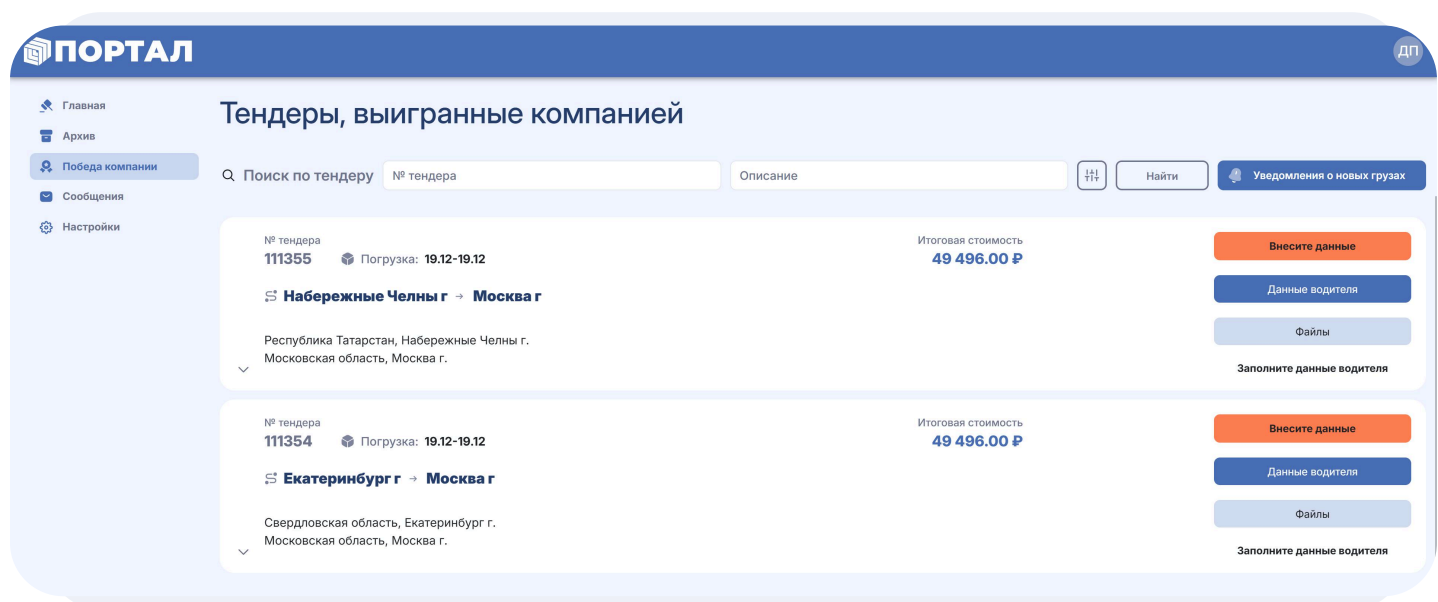 ПОРТАЛ
ДП
Главная
Архив
Победа компании
Сообщения
Настройки
Тендеры, выигранные компанией
Поиск по тендеру № тендера Описание Найти Уведомления о новых грузах
№ тендера Итоговая стоимость
111355 Погрузка: 19.12-19.12 49 496.00 ₽
Внесите данные
Набережные Челны г → Москва г
Данные водителя
Республика Татарстан, Набережные Челны г.
Файлы
Московская область, Москва г.
Заполните данные водителя
№ тендера Итоговая стоимость
111354 Погрузка: 19.12-19.12 49 496.00 ₽
Внесите данные
Екатеринбург г → Москва г
Данные водителя
Свердловская область, Екатеринбург г.
Файлы
Московская область, Москва г.
Заполните данные водителя